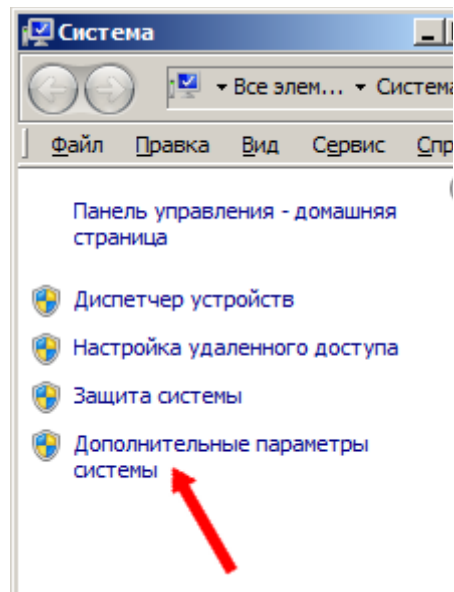 Система
Все элем... Система
Файл Правка Вид Сервис Спр
Панель управления - домашняя
страница
Диспетчер устройств
Настройка удаленного доступа
Защита системы
Дополнительные параметры
системы